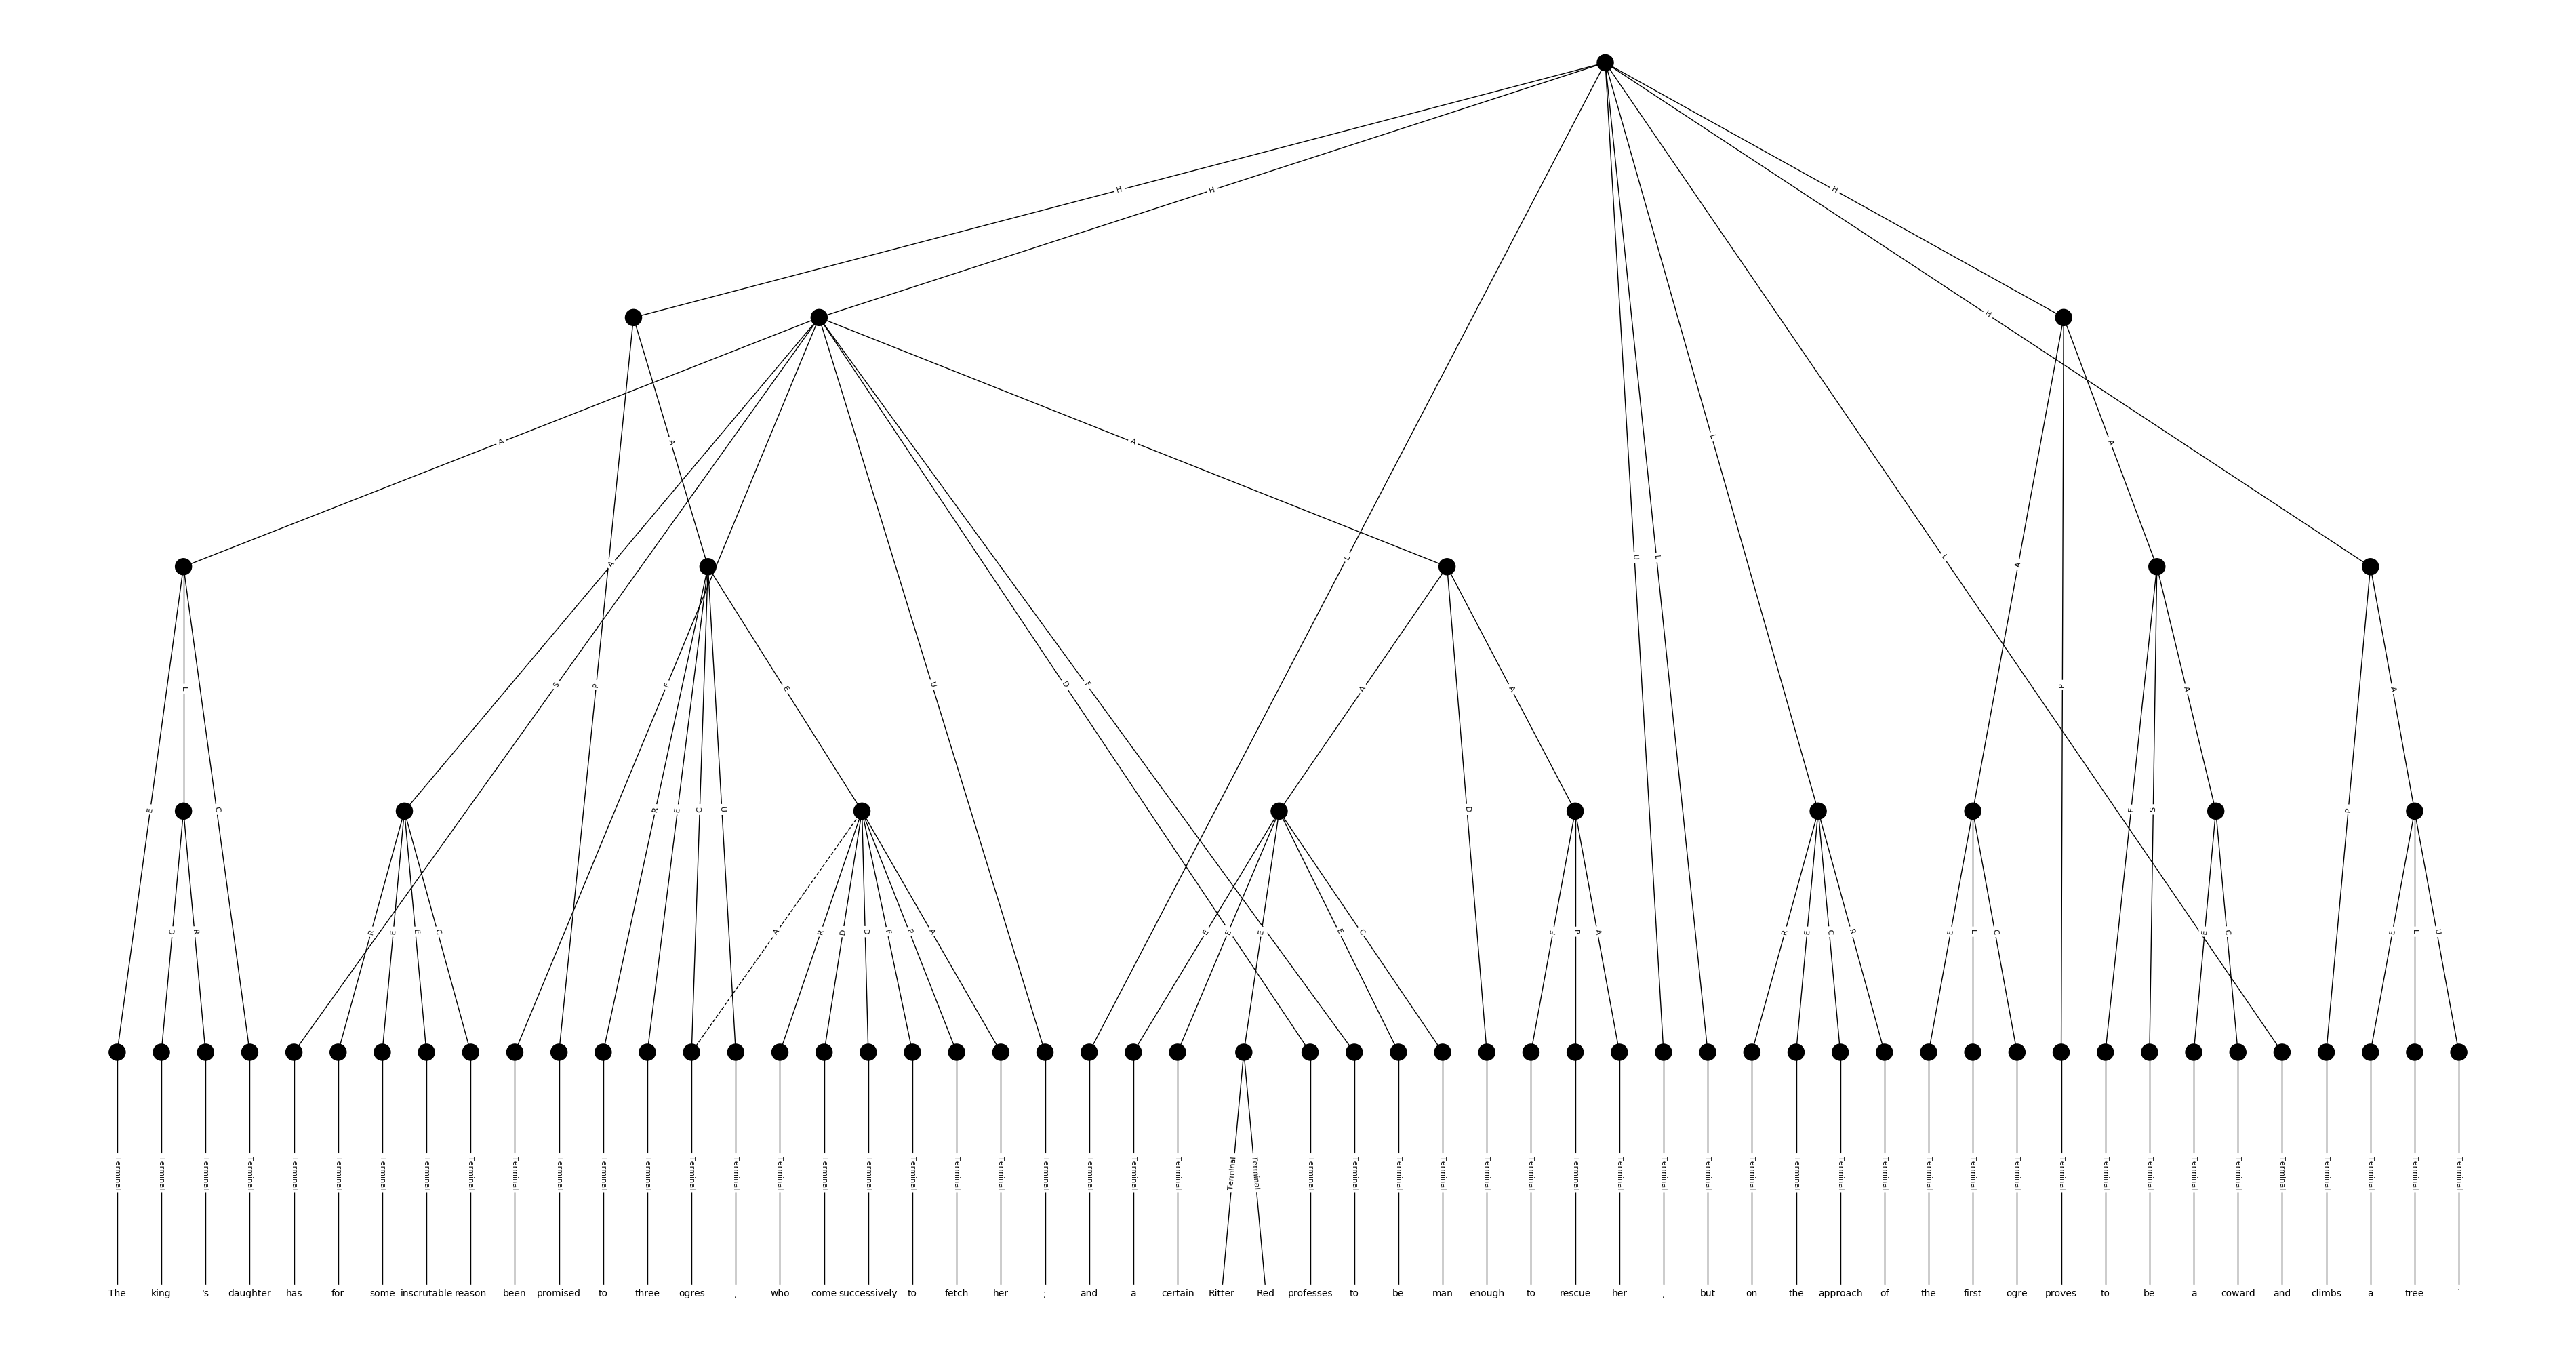 H H H H
A A A A
A S P F R E C U E U D F A D A L U L L A P A F S A L P A
E E C C R R E E C A R D D F P A E E E E C F P A R E C R E E C E C E E U
Terminal Terminal Terminal Terminal Terminal Terminal Terminal Terminal Terminal Terminal Terminal Terminal Terminal Terminal Terminal Terminal Terminal Terminal Terminal Terminal Terminal Terminal Terminal Terminal Terminal Terminal Terminal Terminal Terminal Terminal Terminal Terminal Terminal Terminal Terminal Terminal Terminal Terminal Terminal Terminal Terminal Terminal Terminal Terminal Terminal Terminal Terminal Terminal Terminal Terminal Terminal Terminal Terminal Terminal
The king 's daughter has for some inscrutable reason been promised to three ogres , who come successively to fetch her ; and a certain Ritter Red professes to be man enough to rescue her , but on the approach of the first ogre proves to be a coward and climbs a tree .